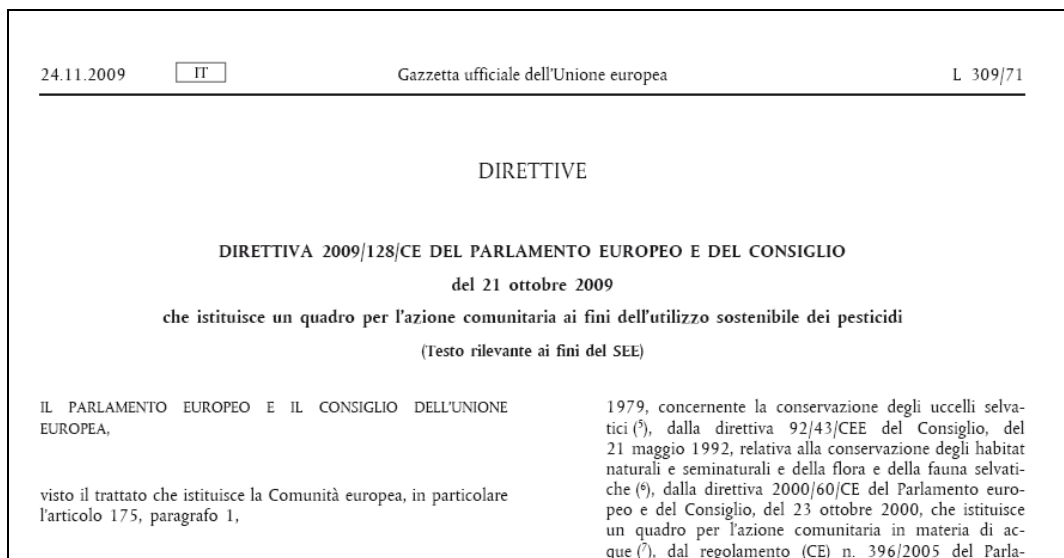 24.11.2009 IT Gazzetta ufficiale dell'Unione europea L 309/71
DIRETTIVE
DIRETTIVA 2009/128/CE DEL PARLAMENTO EUROPEO E DEL CONSIGLIO
del 21 ottobre 2009
che istituisce un quadro per l'azione comunitaria ai fini dell'utilizzo sostenibile dei pesticidi
(Testo rilevante ai fini del SEE)
IL PARLAMENTO EUROPEO E IL CONSIGLIO DELL'UNIONE
EUROPEA,
visto il trattato che istituisce la Comunità europea, in particolare
l'articolo 175, paragrafo 1,
1979, concernente la conservazione degli uccelli selva-
tici (⁵), dalla direttiva 92/43/CEE del Consiglio, del
21 maggio 1992, relativa alla conservazione degli habitat
naturali e seminaturali e della flora e della fauna selvati-
che (⁶), dalla direttiva 2000/60/CE del Parlamento euro-
peo e del Consiglio, del 23 ottobre 2000, che istituisce
un quadro per l'azione comunitaria in materia di ac-
que (⁷), dal regolamento (CE) n. 396/2005 del Parla-